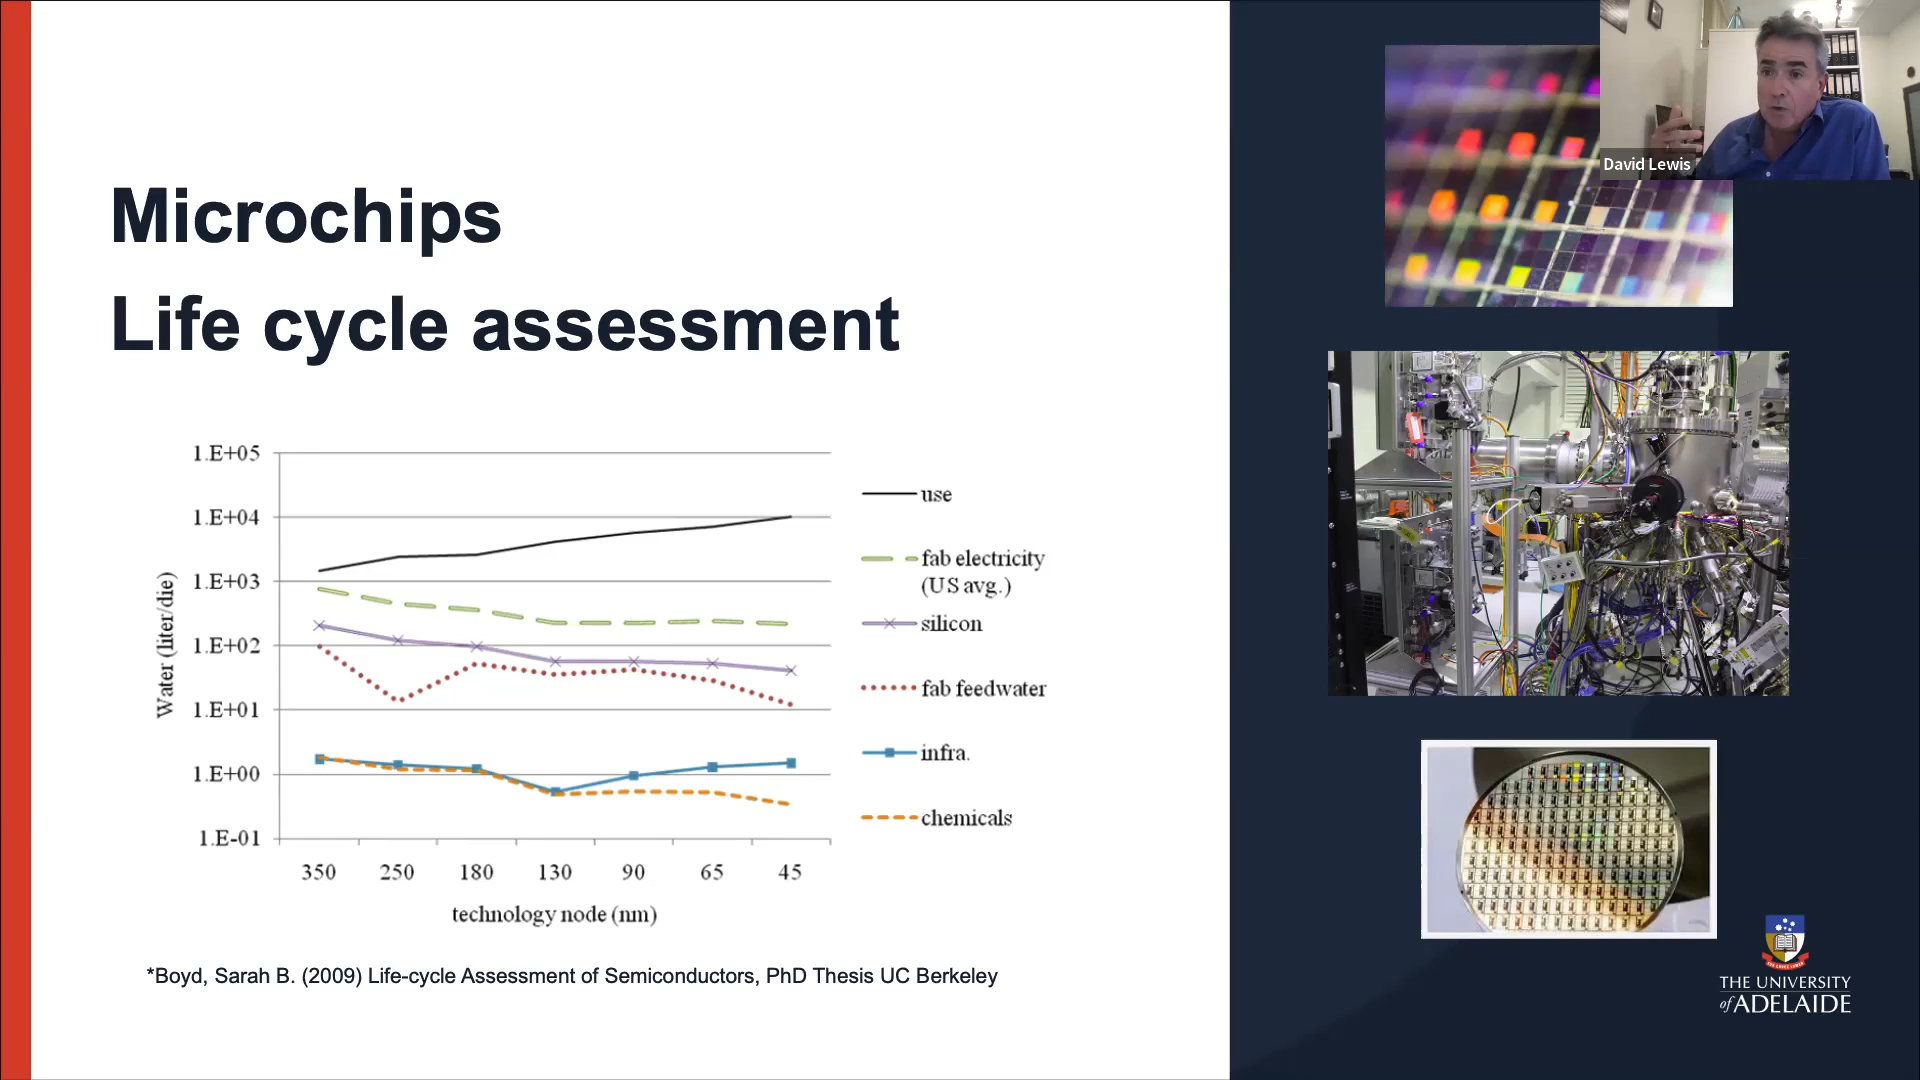 David Lewis
Microchips
Life cycle assessment
1.E+05
1.E+04
1.E+03
1.E+02
1.E+01
1.E+00
1.E-01
Water (liter/die)
350 250 180 130 90 65 45
technology node (nm)
use
fab electricity
(US avg.)
silicon
fab feedwater
infra.
chemicals
*Boyd, Sarah B. (2009) Life-cycle Assessment of Semiconductors, PhD Thesis UC Berkeley
THE UNIVERSITY
of ADELAIDE